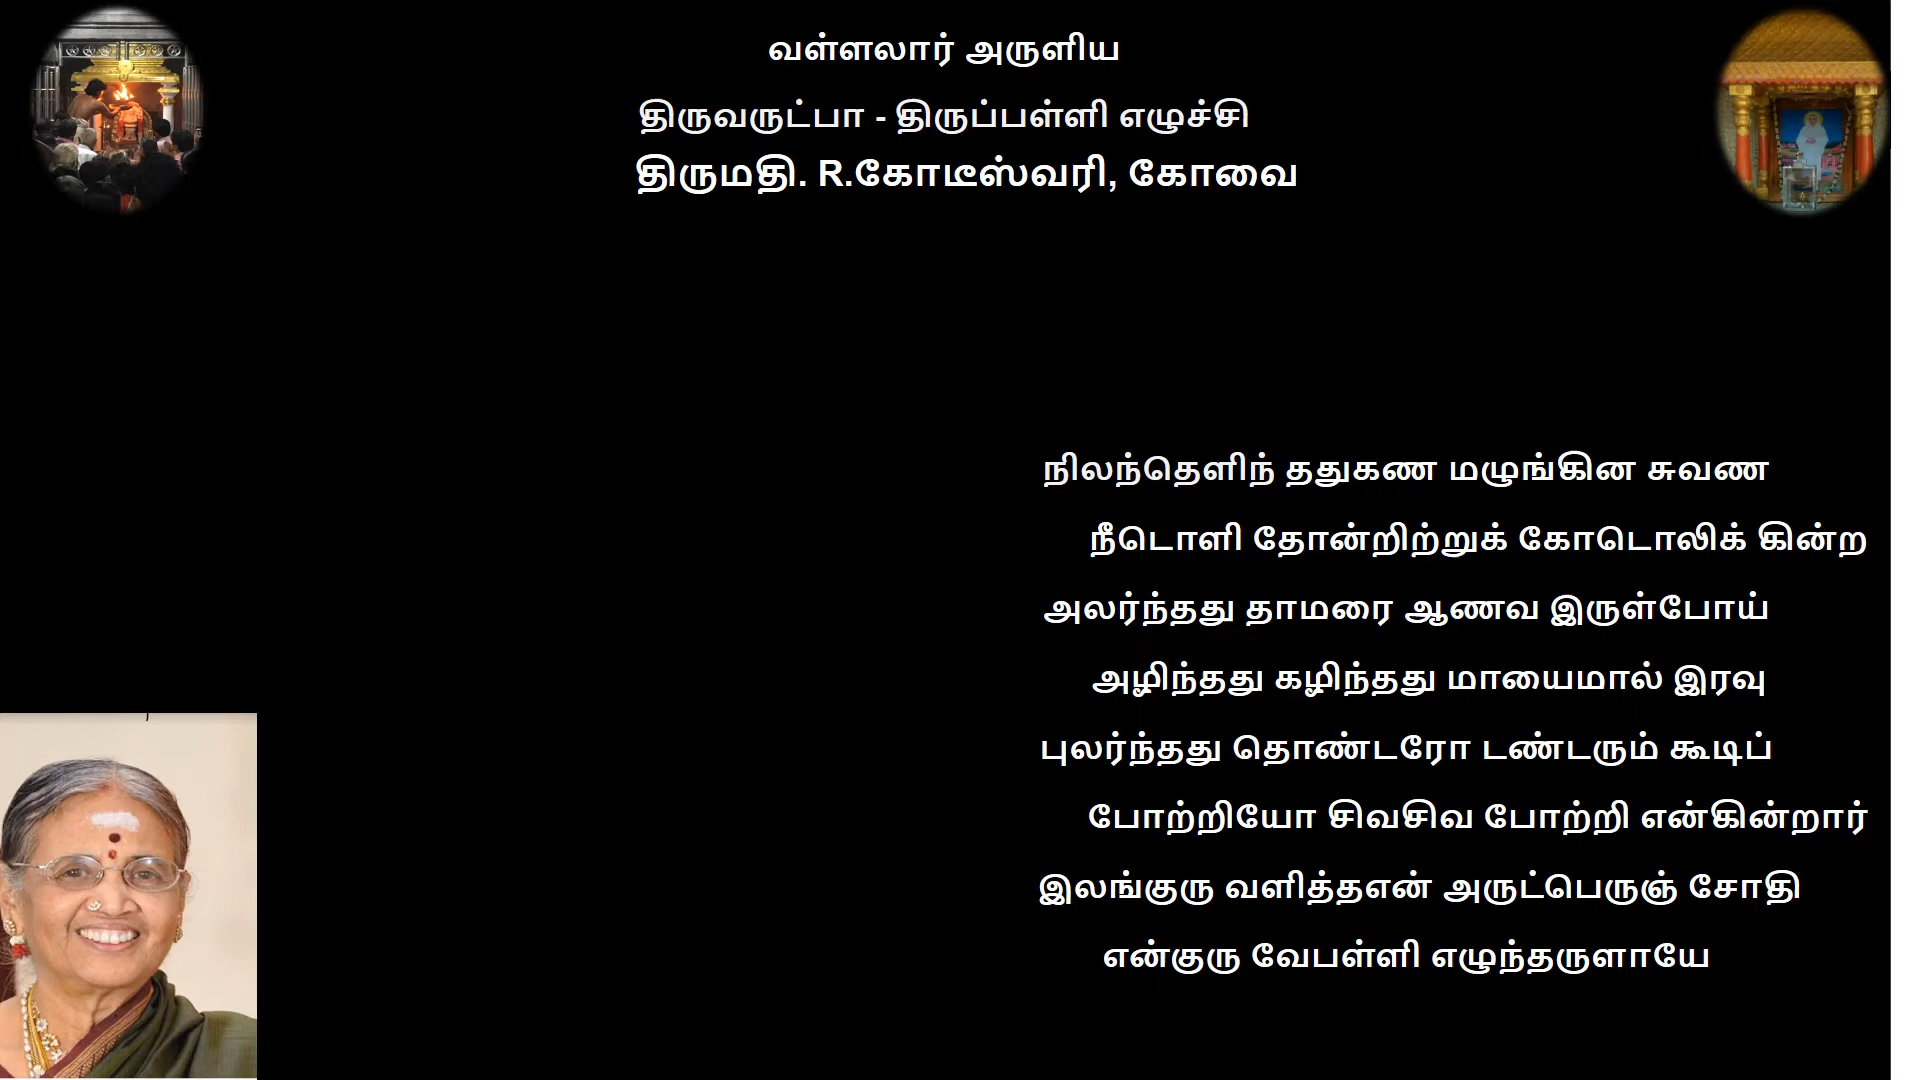 வள்ளலார் அருளிய
திருவருட்பா - திருப்பள்ளி எழுச்சி
திருமதி. R.கோடீஸ்வரி, கோவை
நிலந்தெளிந் ததுகண மழுங்கின சுவண
நீடொளி தோன்றிற்றுக் கோடொலிக் கின்ற
அலர்ந்தது தாமரை ஆணவ இருள்போய்
அழிந்தது கழிந்தது மாயைமால் இரவு
புலர்ந்தது தொண்டரோ டண்டரும் கூடிப்
போற்றியோ சிவசிவ போற்றி என்கின்றார்
இலங்குரு வளித்தஎன் அருட்பெருஞ் சோதி
என்குரு வேபள்ளி எழுந்தருளாயே